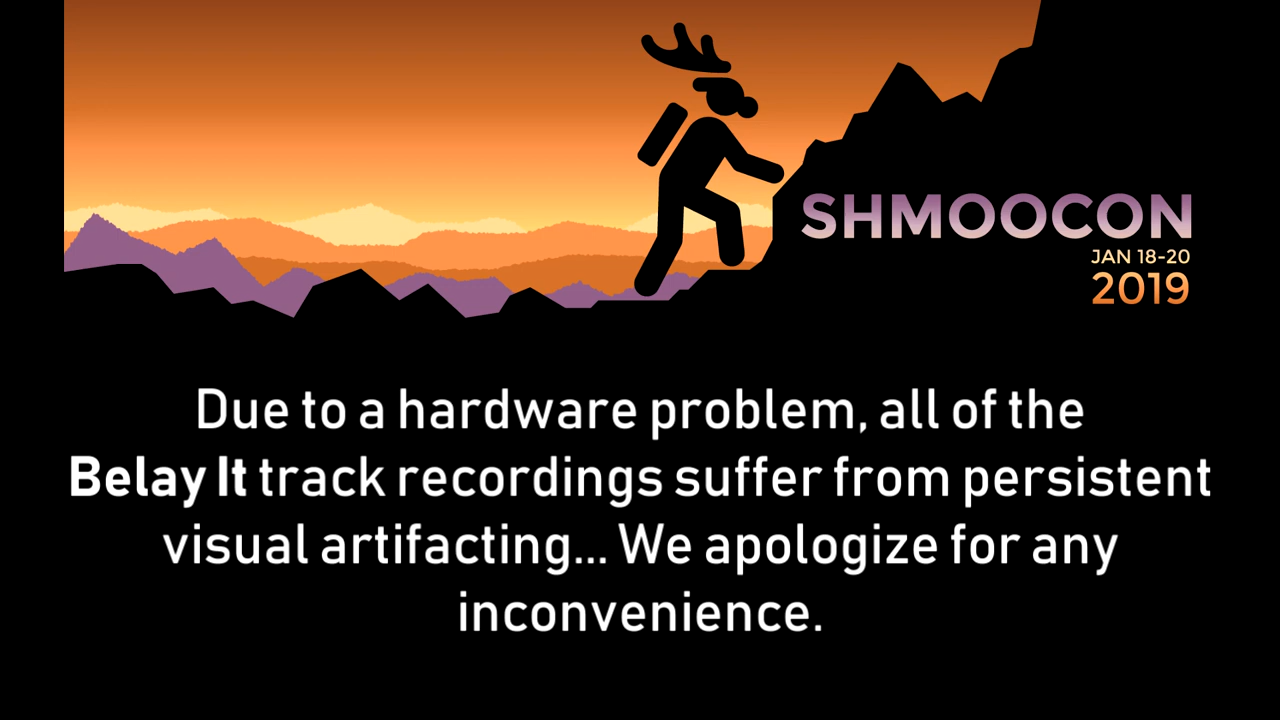 SHMOOCON
JAN 18-20
2019
Due to a hardware problem, all of the
Belay It track recordings suffer from persistent
visual artifacting... We apologize for any
inconvenience.